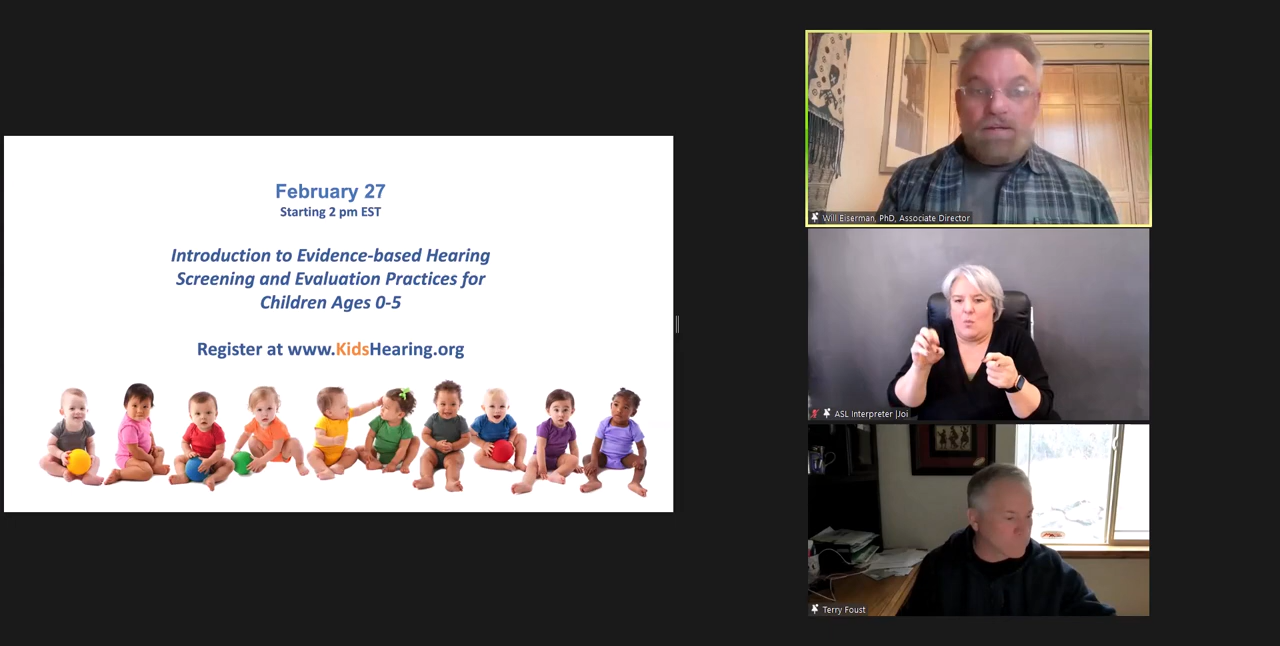 February 27
Starting 2 pm EST
Introduction to Evidence-based Hearing
Screening and Evaluation Practices for
Children Ages 0-5
Register at www.KidsHearing.org
Will Eiserman, PhD, Associate Director
ASL Interpreter |Joi
Terry Foust